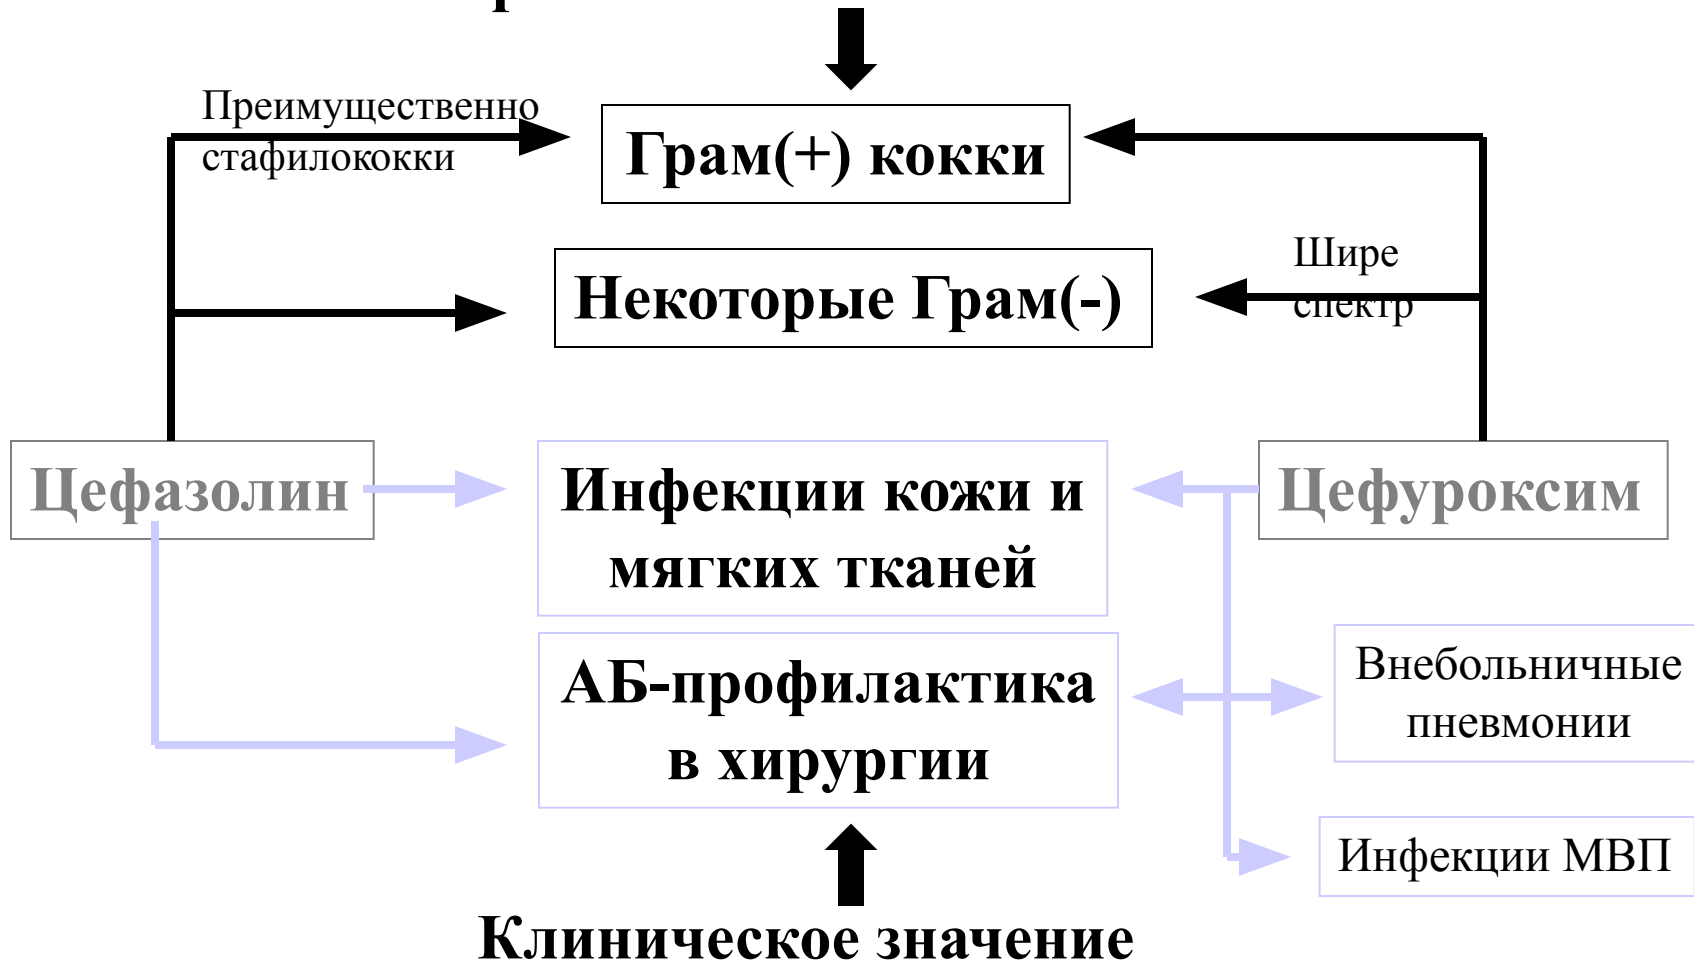 Преимущественно
стафилококки
Грам(+) кокки
Некоторые Грам(-)
Шире
спектр
Цефазолин
Инфекции кожи и
мягких тканей
Цефуроксим
АБ-профилактика
в хирургии
Внебольничные
пневмонии
Инфекции МВП
Клиническое значение